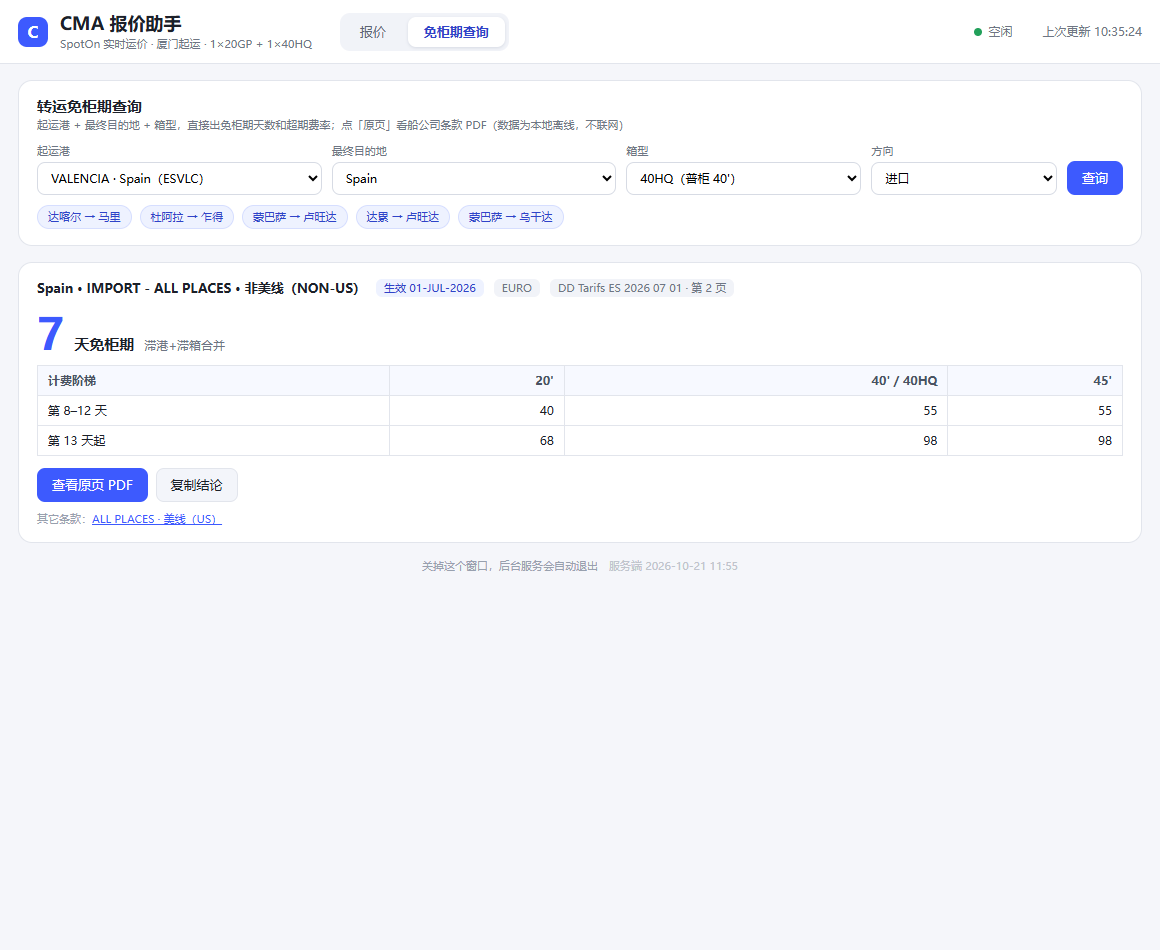 C
CMA 报价助手
SpotOn 实时运价 · 厦门起运 · 1×20GP + 1×40HQ
报价
免柜期查询
空闲
上次更新 10:35:24
转运免柜期查询
起运港 + 最终目的地 + 箱型，直接出免柜期天数和超期费率；点「原页」看船公司条款 PDF（数据为本地离线，不联网）
起运港
最终目的地
箱型
方向
VALENCIA · Spain（ESVLC）
Spain
40HQ（普柜 40'）
进口
查询
达喀尔 → 马里
杜阿拉 → 乍得
蒙巴萨 → 卢旺达
达累 → 卢旺达
蒙巴萨 → 乌干达
Spain • IMPORT - ALL PLACES • 非美线（NON-US）
生效 01-JUL-2026
EURO
DD Tarifs ES 2026 07 01 · 第 2 页
7 天免柜期 滞港+滞箱合并
计费阶梯 20' 40' / 40HQ 45'
第 8–12 天 40 55 55
第 13 天起 68 98 98
查看原页 PDF
复制结论
其它条款： ALL PLACES · 美线（US）
关掉这个窗口，后台服务会自动退出 服务端 2026-10-21 11:55